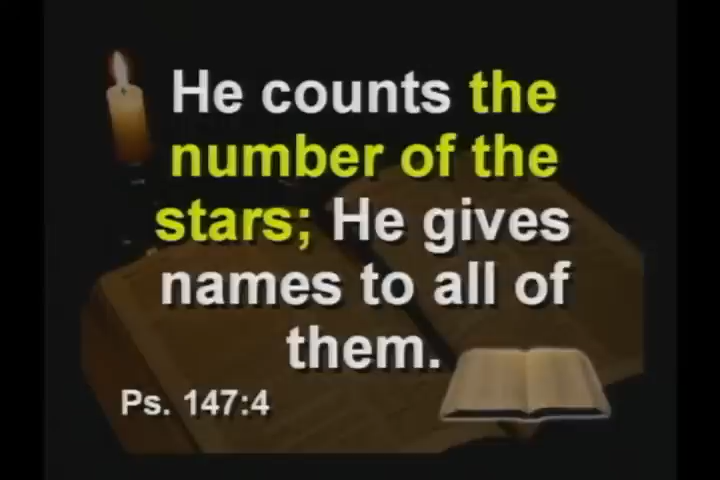 He counts the
number of the
stars; He gives
names to all of
them.
Ps. 147:4